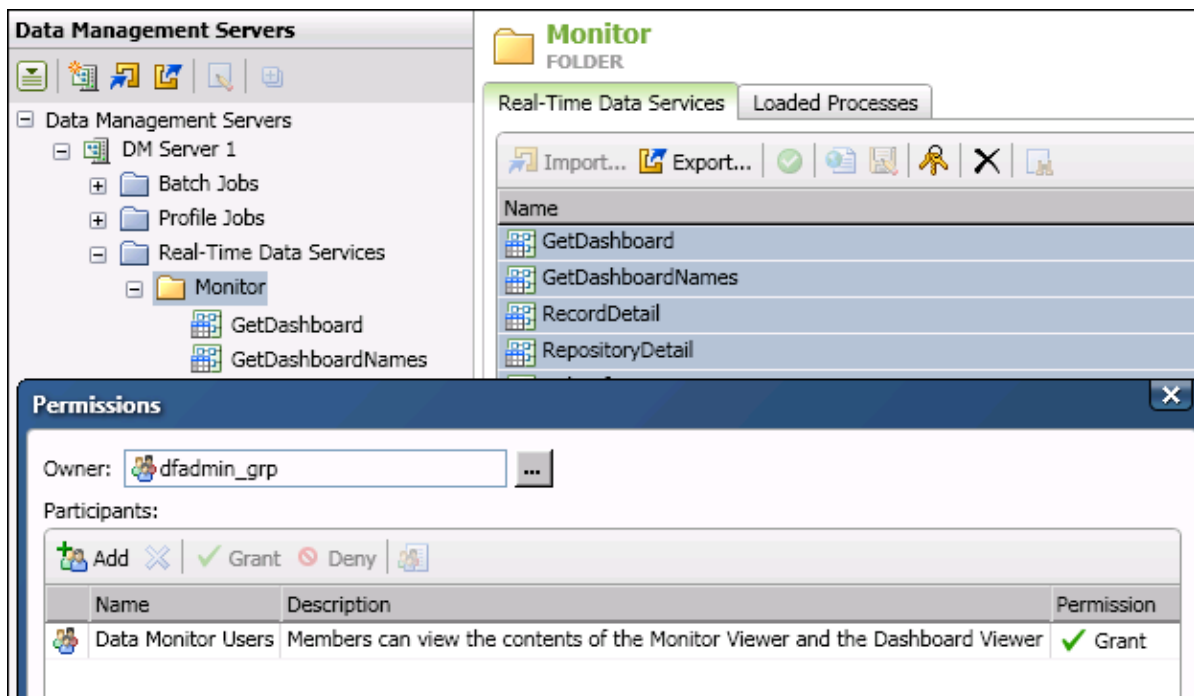 Data Management Servers
Data Management Servers
DM Server 1
Batch Jobs
Profile Jobs
Real-Time Data Services
Monitor
GetDashboard
GetDashboardNames
Monitor
FOLDER
Real-Time Data Services Loaded Processes
Import... Export...
Name
GetDashboard
GetDashboardNames
RecordDetail
RepositoryDetail
Permissions
Owner: dfadmin_grp ...
Participants:
Add Grant Deny
Name Description Permission
Data Monitor Users Members can view the contents of the Monitor Viewer and the Dashboard Viewer Grant